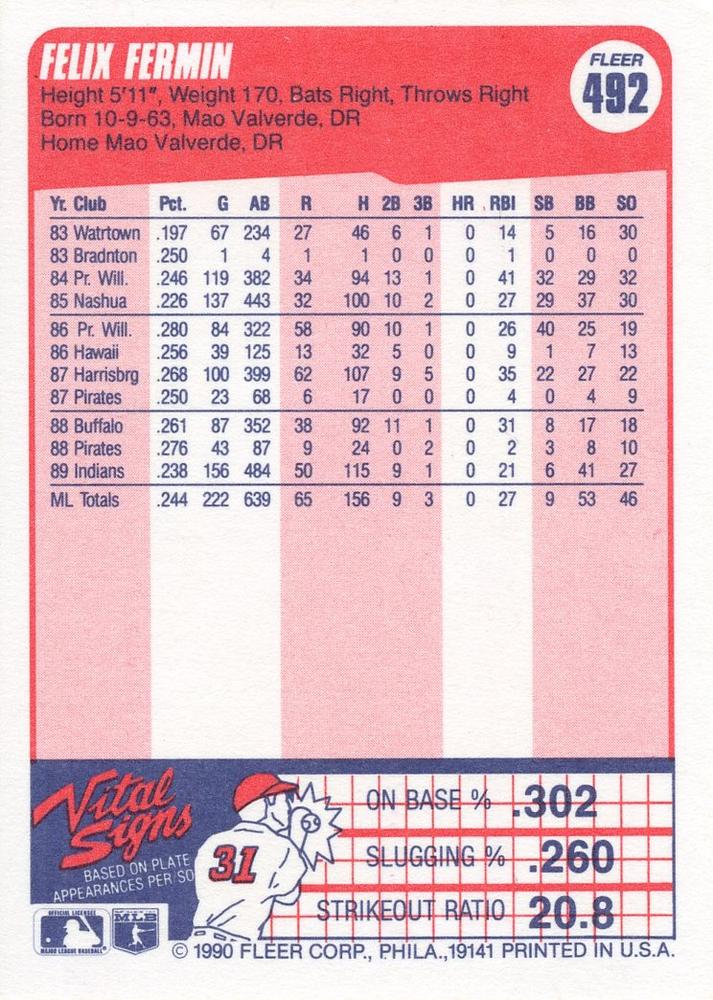 FELIX FERMIN
FLEER
492
Height 5'11", Weight 170, Bats Right, Throws Right
Born 10-9-63, Mao Valverde, DR
Home Mao Valverde, DR
Yr. Club Pct. G AB R H 2B 3B HR RBI SB BB SO
83 Watrtown .197 67 234 27 46 6 1 0 14 5 16 30
83 Bradnton .250 1 4 1 1 0 0 0 1 0 0 0
84 Pr. Will. .246 119 382 34 94 13 1 0 41 32 29 32
85 Nashua .226 137 443 32 100 10 2 0 27 29 37 30
86 Pr. Will. .280 84 322 58 90 10 1 0 26 40 25 19
86 Hawaii .256 39 125 13 32 5 0 0 9 1 7 13
87 Harrisbrg .268 100 399 62 107 9 5 0 35 22 27 22
87 Pirates .250 23 68 6 17 0 0 0 4 0 4 9
88 Buffalo .261 87 352 38 92 11 1 0 31 8 17 18
88 Pirates .276 43 87 9 24 0 2 0 2 3 8 10
89 Indians .238 156 484 50 115 9 1 0 21 6 41 27
ML Totals .244 222 639 65 156 9 3 0 27 9 53 46
Vital
Signs
BASED ON PLATE
APPEARANCES PER SO
31
ON BASE % .302
SLUGGING % .260
STRIKEOUT RATIO 20.8
OFFICIAL LICENSEE
MAJOR LEAGUE BASEBALL
MLB
© 1990 FLEER CORP., PHILA., 19141 PRINTED IN U.S.A.